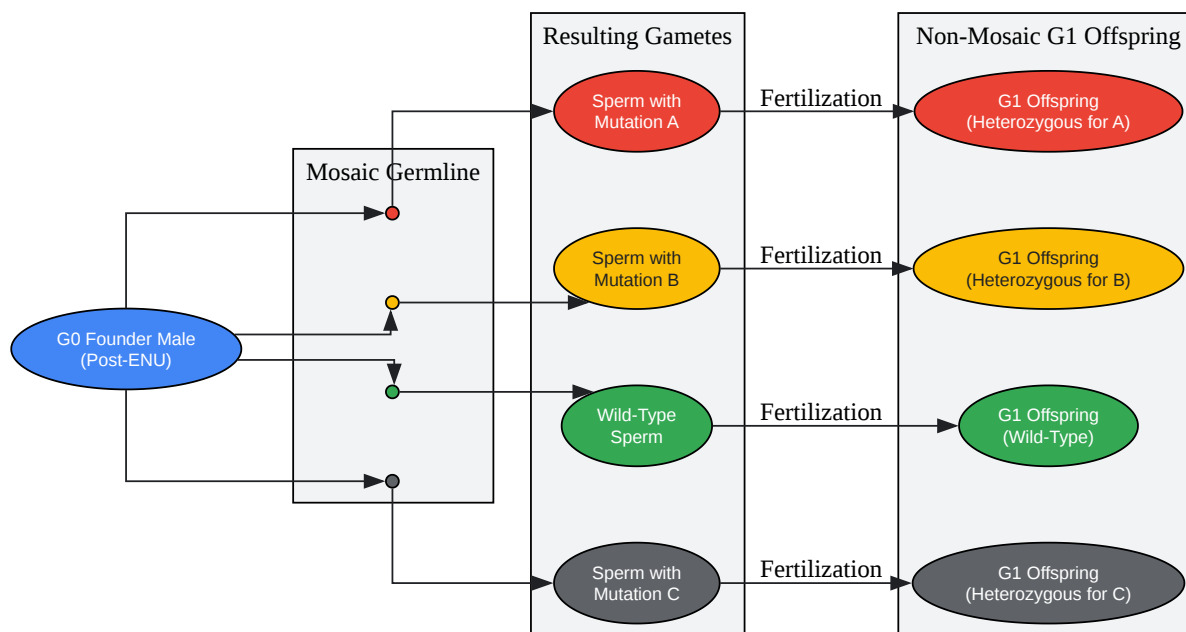 Resulting Gametes
Non-Mosaic G1 Offspring
Mosaic Germline
G0 Founder Male
(Post-ENU)
Sperm with
Mutation A
Fertilization
G1 Offspring
(Heterozygous for A)
Sperm with
Mutation B
Fertilization
G1 Offspring
(Heterozygous for B)
Wild-Type
Sperm
Fertilization
G1 Offspring
(Wild-Type)
Sperm with
Mutation C
Fertilization
G1 Offspring
(Heterozygous for C)